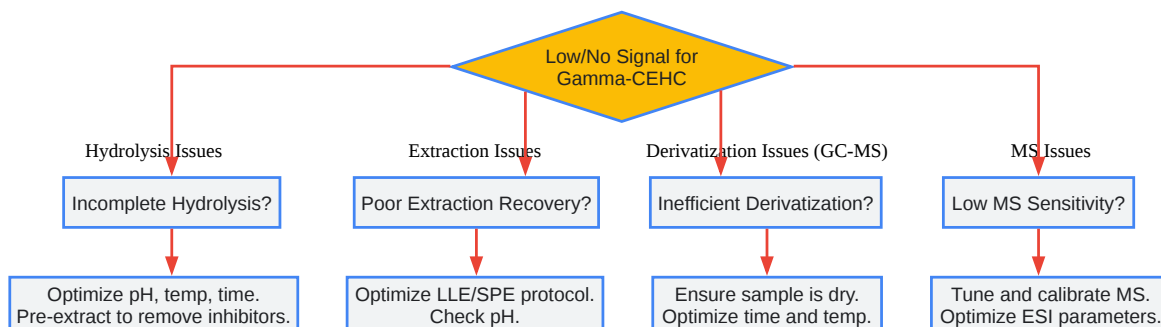 Low/No Signal for
Gamma-CEHC
Hydrolysis Issues
Extraction Issues
Derivatization Issues (GC-MS)
MS Issues
Incomplete Hydrolysis?
Poor Extraction Recovery?
Inefficient Derivatization?
Low MS Sensitivity?
Optimize pH, temp, time.
Pre-extract to remove inhibitors.
Optimize LLE/SPE protocol.
Check pH.
Ensure sample is dry.
Optimize time and temp.
Tune and calibrate MS.
Optimize ESI parameters.